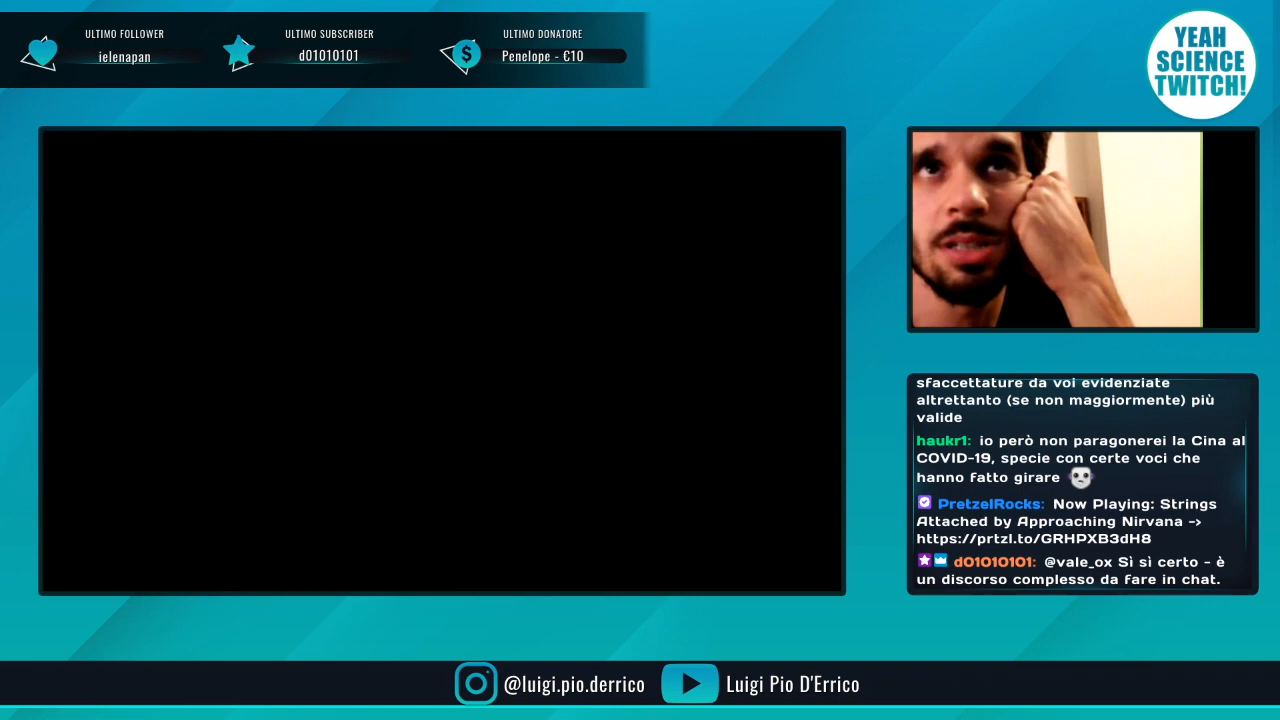 ULTIMO FOLLOWER
ielenapan
ULTIMO SUBSCRIBER
d01010101
ULTIMO DONATORE
Penelope - €10
YEAH
SCIENCE
TWITCH!
sfaccettature da voi evidenziate
altrettanto (se non maggiormente) più
valide
haukr1: io però non paragonerei la Cina al
COVID-19, specie con certe voci che
hanno fatto girare
PretzelRocks: Now Playing: Strings
Attached by Approaching Nirvana ->
https://prtzl.to/GRHPXB3dH8
d01010101: @vale_ox Sì sì certo - è
un discorso complesso da fare in chat.
@luigi.pio.derrico
Luigi Pio D'Errico